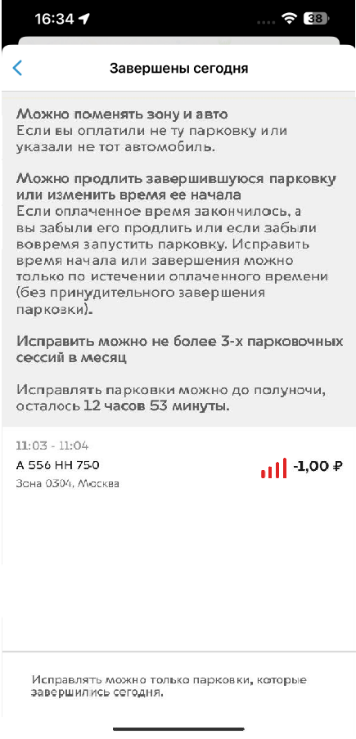 16:34
38
Завершены сегодня
Можно поменять зону и авто
Если вы оплатили не ту парковку или
указали не тот автомобиль.
Можно продлить завершившуюся парковку
или изменить время ее начала
Если оплаченное время закончилось, а
вы забыли его продлить или если забыли
вовремя запустить парковку. Исправить
время начала или завершения можно
только по истечении оплаченного времени
(без принудительного завершения
парковки).
Исправить можно не более 3-х парковочных
сессий в месяц
Исправлять парковки можно до полуночи,
осталось 12 часов 53 минуты.
11:03 - 11:04
А 556 НН 750
-1,00 ₽
Зона 0304, Москва
Исправлять можно только парковки, которые
завершились сегодня.